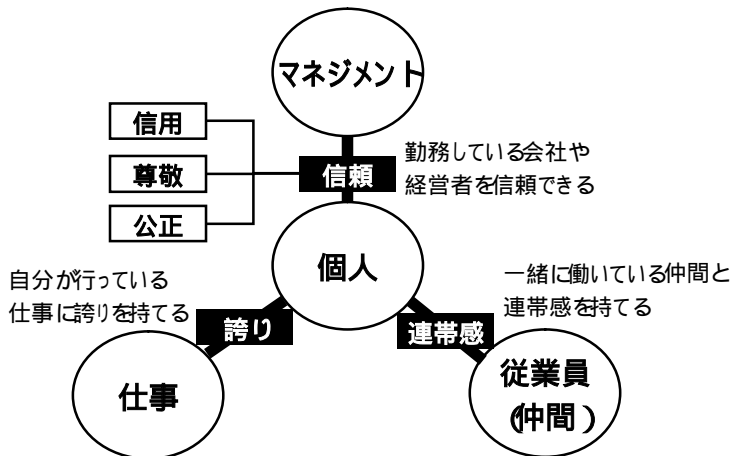 マネジメント
信用
尊敬
公正
信頼
勤務している会社や
経営者を信頼できる
個人
自分が行っている
仕事に誇りを持てる
誇り
一緒に働いている仲間と
連帯感を持てる
連帯感
仕事
従業員
(仲間)